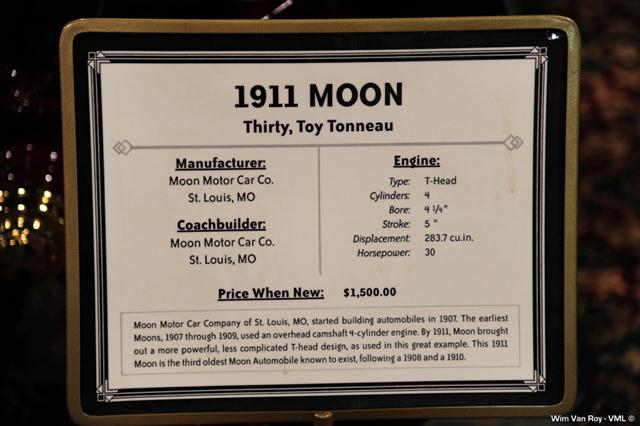 1911 MOON
Thirty, Toy Tonneau
Manufacturer:
Moon Motor Car Co.
St. Louis, MO
Coachbuilder:
Moon Motor Car Co.
St. Louis, MO
Engine:
Type: T-Head
Cylinders: 4
Bore: 4 1/4"
Stroke: 5 "
Displacement: 283.7 cu.in.
Horsepower: 30
Price When New: $1,500.00
Moon Motor Car Company of St. Louis, MO, started building automobiles in 1907. The earliest
Moons, 1907 through 1909, used an overhead camshaft 4-cylinder engine. By 1911, Moon brought
out a more powerful, less complicated T-head design, as used in this great example. This 1911
Moon is the third oldest Moon Automobile known to exist, following a 1908 and a 1910.
Wim Van Roy - VML ©